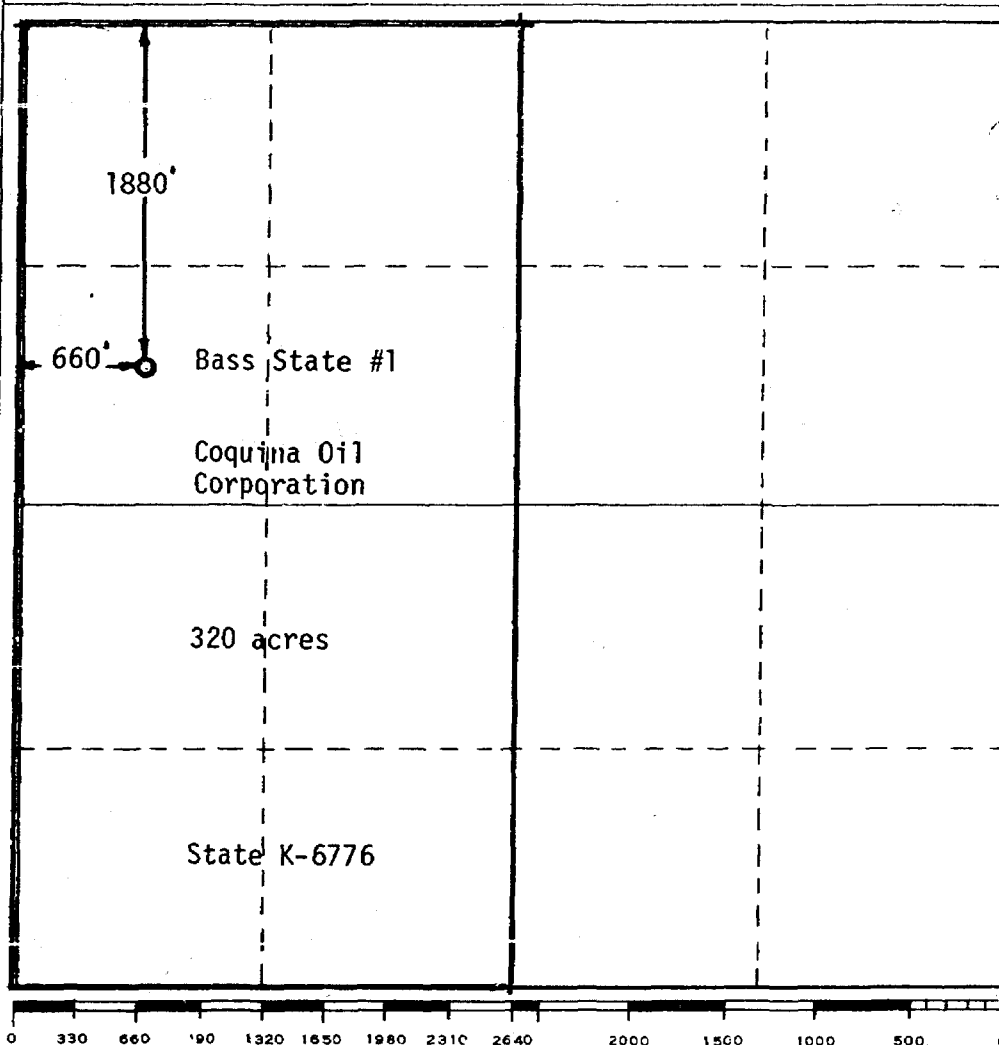 1880'
660'
Bass State #1
Coquina Oil
Corporation
320 acres
State K-6776
0 330 660 190 1320 1650 1980 2310 2640 2000 1500 1000 500